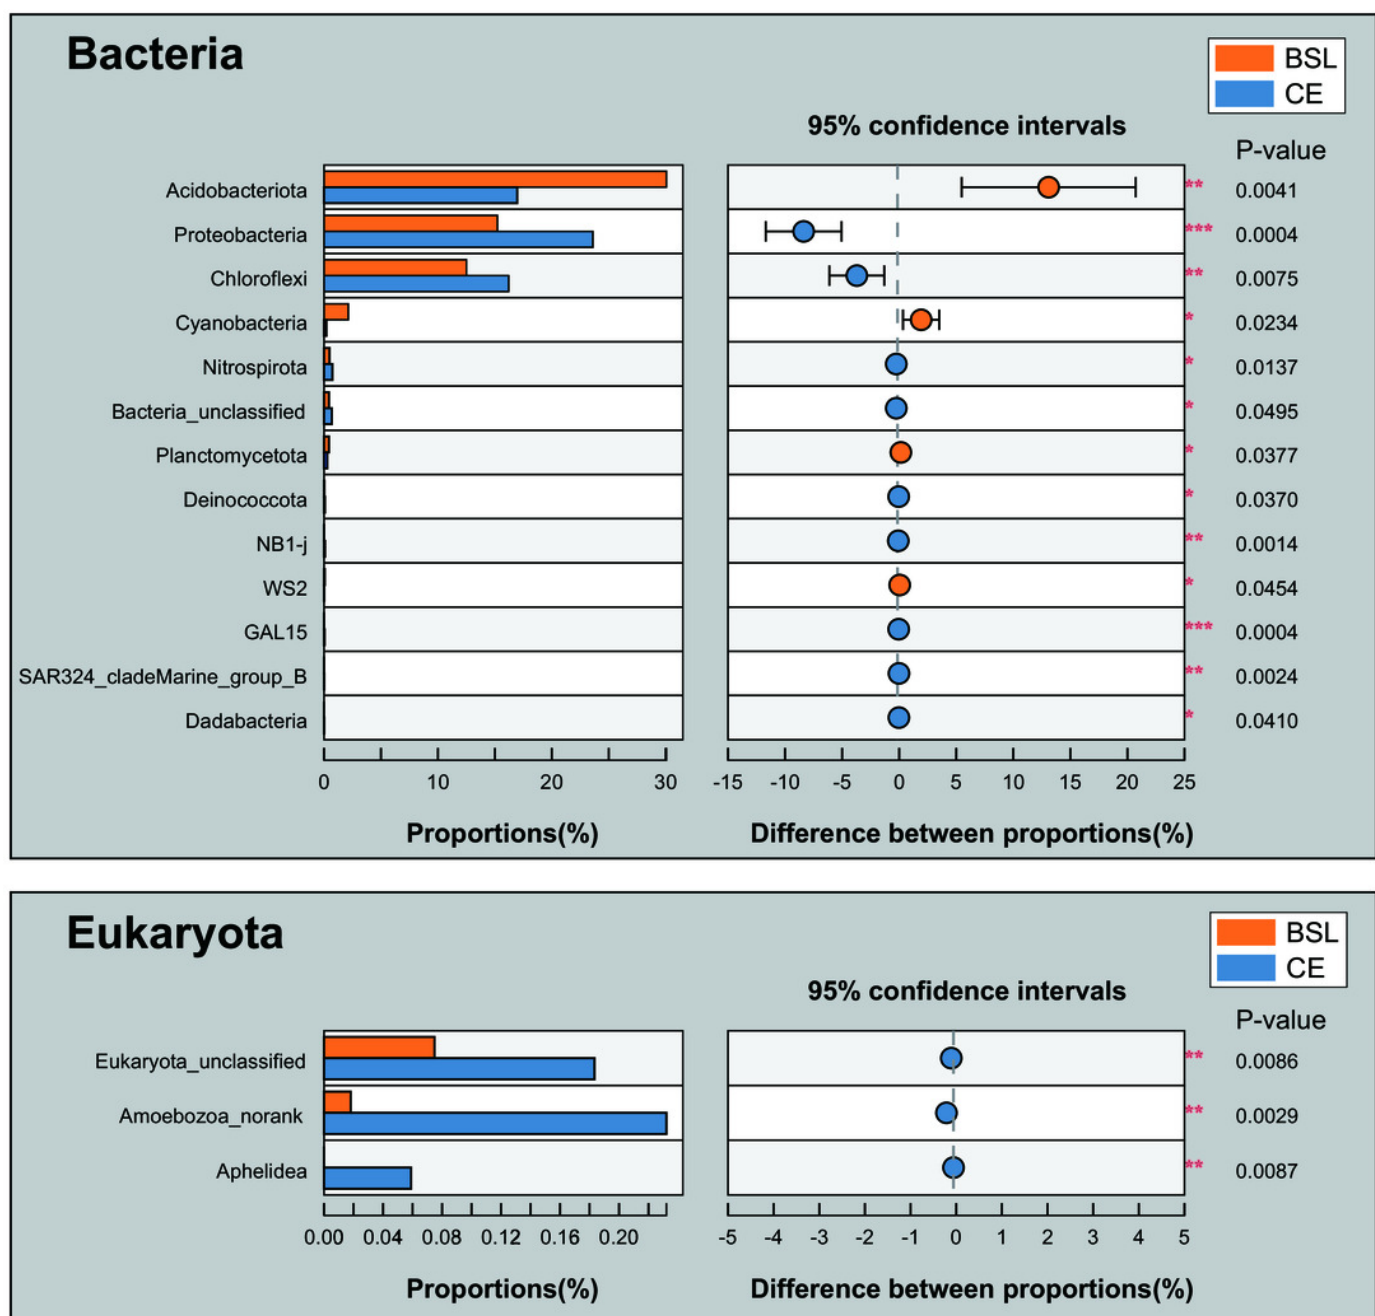 Bacteria
BSL
CE
95% confidence intervals
P-value
Acidobacteriota ** 0.0041
Proteobacteria *** 0.0004
Chloroflexi ** 0.0075
Cyanobacteria * 0.0234
Nitrospirota * 0.0137
Bacteria_unclassified * 0.0495
Planctomycetota * 0.0377
Deinococcota * 0.0370
NB1-j ** 0.0014
WS2 * 0.0454
GAL15 *** 0.0004
SAR324_cladeMarine_group_B ** 0.0024
Dadabacteria * 0.0410
0 10 20 30 -15 -10 -5 0 5 10 15 20 25
Proportions(%) Difference between proportions(%)
Eukaryota
BSL
CE
95% confidence intervals
P-value
Eukaryota_unclassified ** 0.0086
Amoebozoa_norank ** 0.0029
Aphelidea ** 0.0087
0.00 0.04 0.08 0.12 0.16 0.20 -5 -4 -3 -2 -1 0 1 2 3 4 5
Proportions(%) Difference between proportions(%)